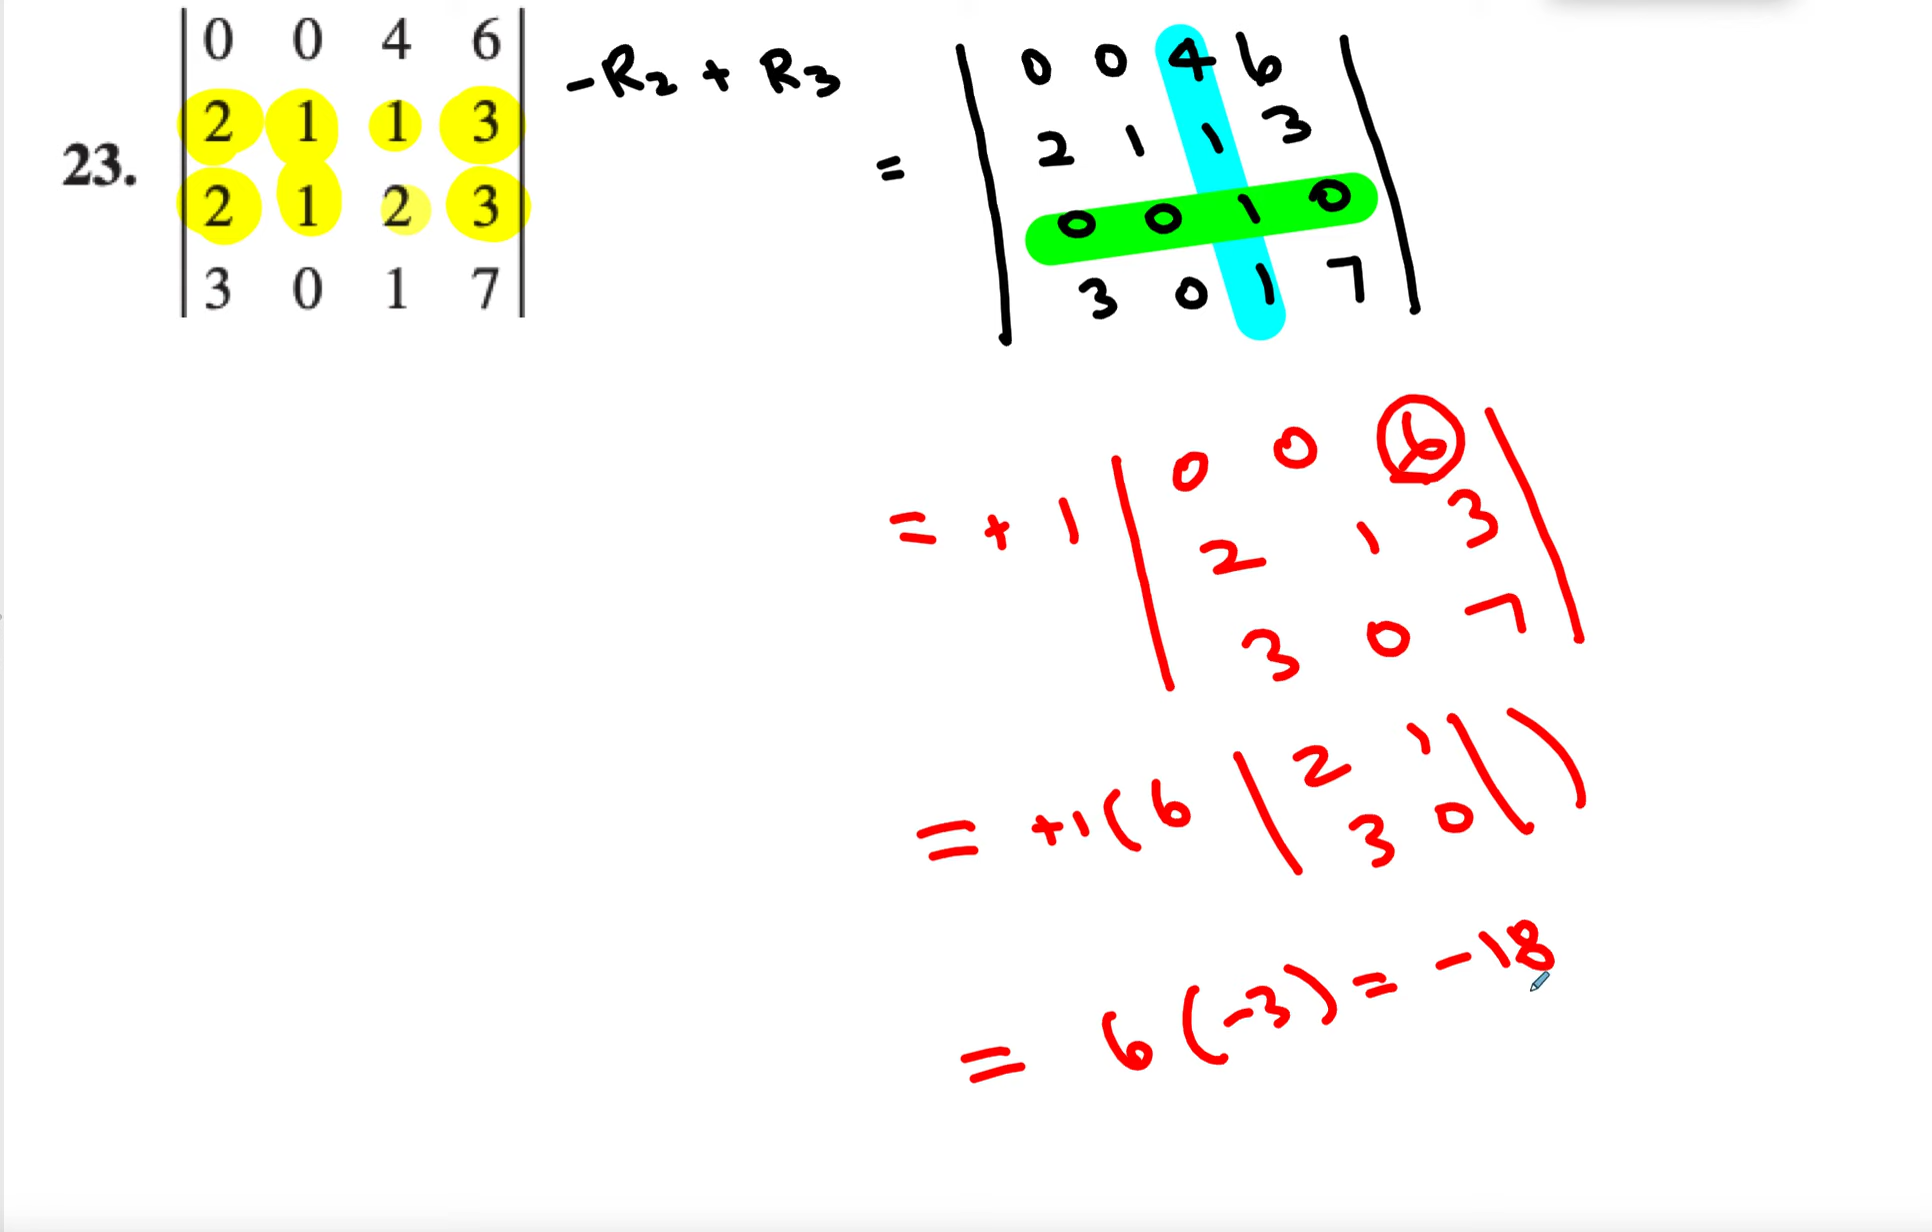 23.
0 0 4 6
2 1 1 3
2 1 2 3
3 0 1 7
-R₂ + R₃
=
0 0 4 6
2 1 1 3
0 0 1 0
3 0 1 7
= + 1
0 0 6
2 1 3
3 0 7
= +1(6 | 2 1 | )
3 0
= 6(-3) = -18